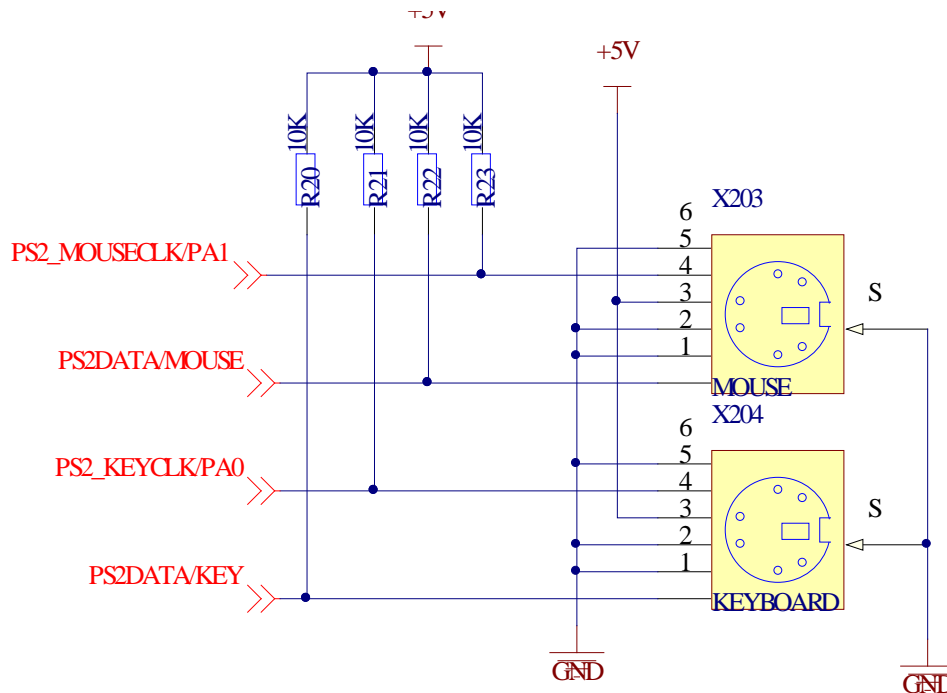 +5V
+5V
10K
10K
10K
10K
R20
R21
R22
R23
X203
6
5
PS2_MOUSECLK/PA1
4
S
3
2
1
PS2DATA/MOUSE
MOUSE
X204
6
5
PS2_KEYCLK/PA0
4
S
3
2
1
PS2DATA/KEY
KEYBOARD
GND
GND